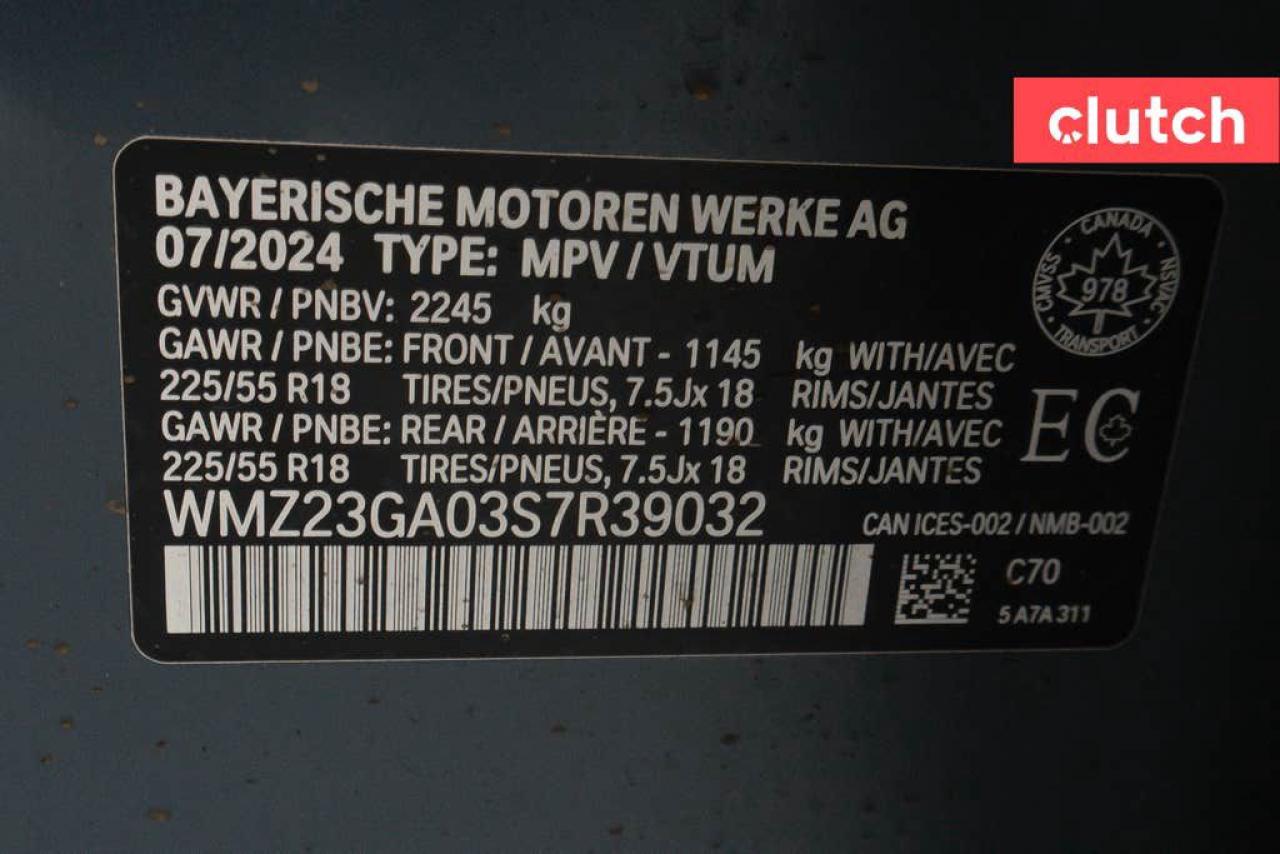 clutch
BAYERISCHE MOTOREN WERKE AG
07/2024 TYPE: MPV / VTUM
GVWR / PNBV: 2245 kg
GAWR / PNBE: FRONT / AVANT - 1145 kg WITH/AVEC
225/55 R18 TIRES/PNEUS, 7.5Jx 18 RIMS/JANTES
GAWR / PNBE: REAR / ARRIÈRE - 1190 kg WITH/AVEC
225/55 R18 TIRES/PNEUS, 7.5Jx 18 RIMS/JANTES
WMZ23GA03S7R39032
CANADA
CMVSS
978
NSVAC
TRANSPORT
EC
CAN ICES-002 / NMB-002
C70
5 A7A 311